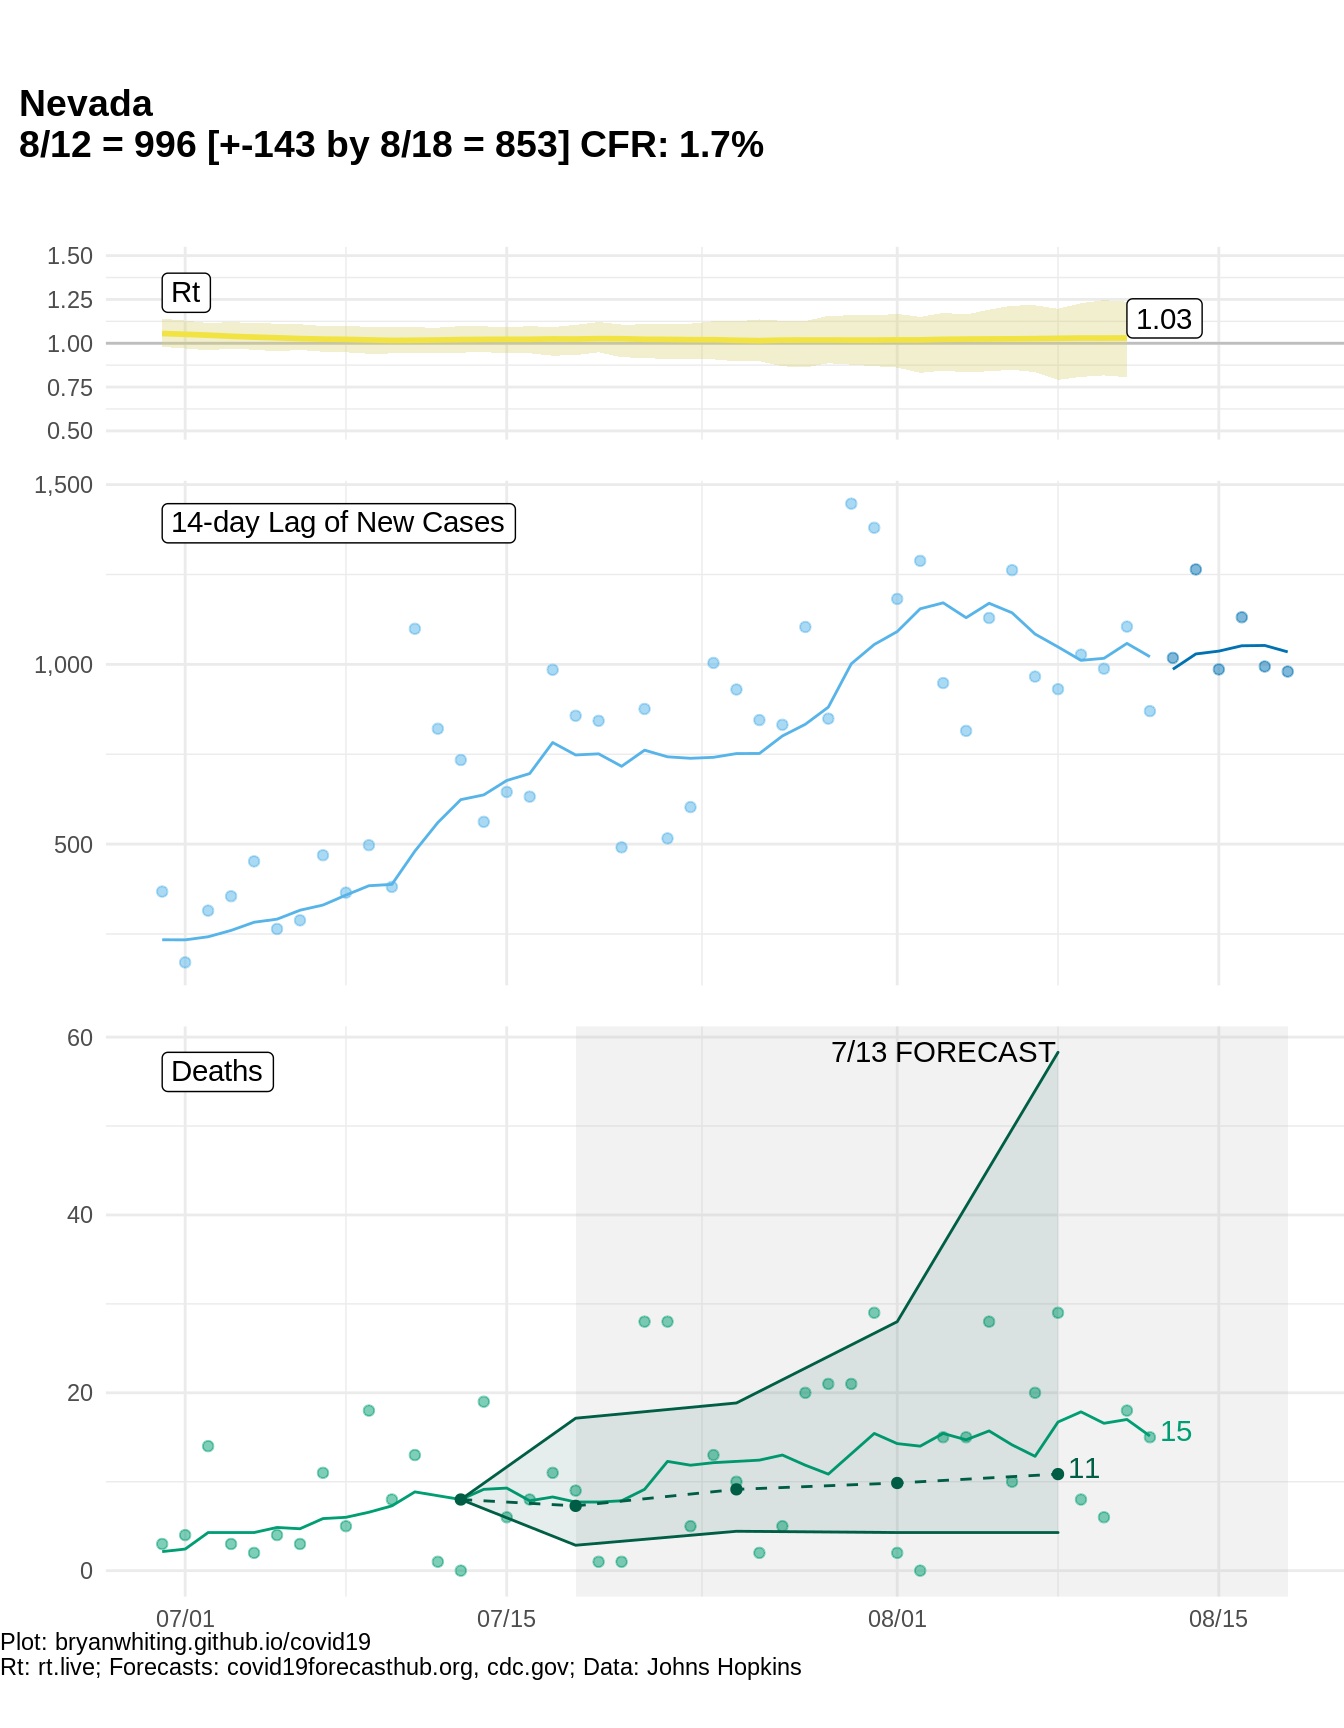 Nevada
8/12 = 996 [+-143 by 8/18 = 853] CFR: 1.7%
1.50
Rt
1.25
1.03
1.00
0.75
0.50
1,500
14-day Lag of New Cases
1,000
500
60
7/13 FORECAST
Deaths
40
20
15
11
0
07/01 07/15 08/01 08/15
Plot: bryanwhiting.github.io/covid19
Rt: rt.live; Forecasts: covid19forecasthub.org, cdc.gov; Data: Johns Hopkins